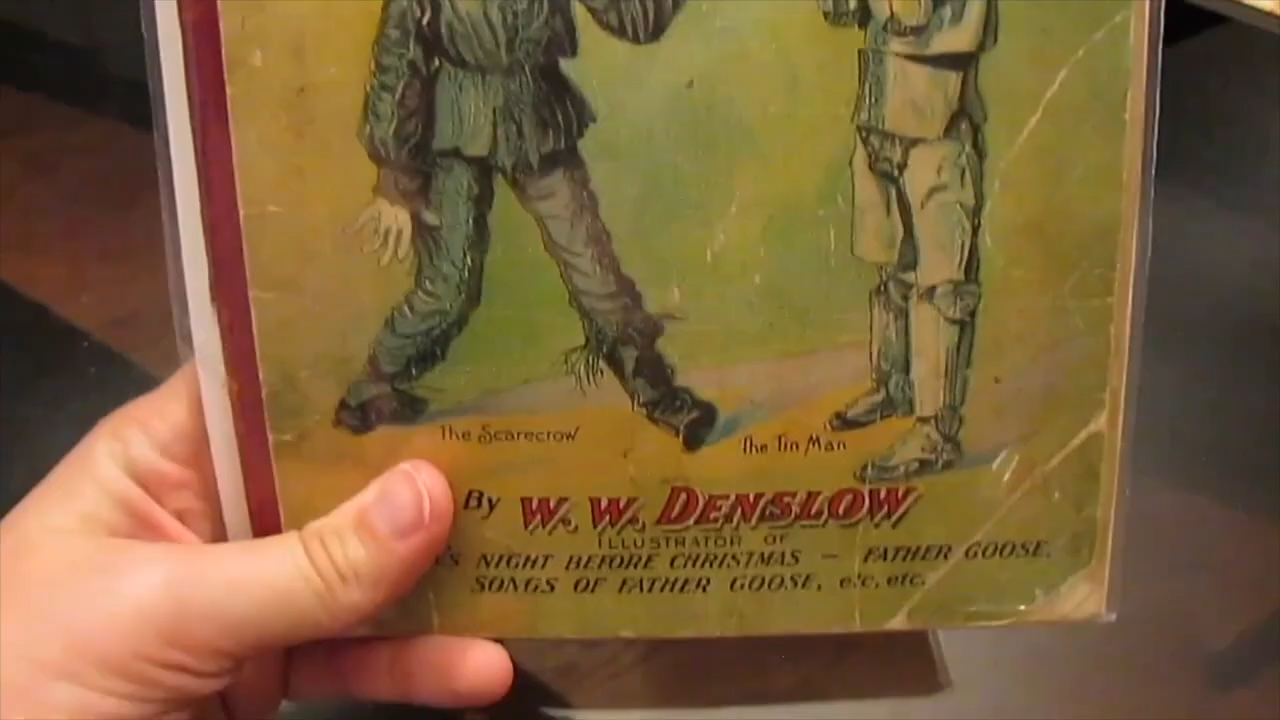 The Scarecrow
The Tin Man
By W. W. DENSLOW
ILLUSTRATOR OF
NIGHT BEFORE CHRISTMAS — FATHER GOOSE.
SONGS OF FATHER GOOSE, etc, etc.